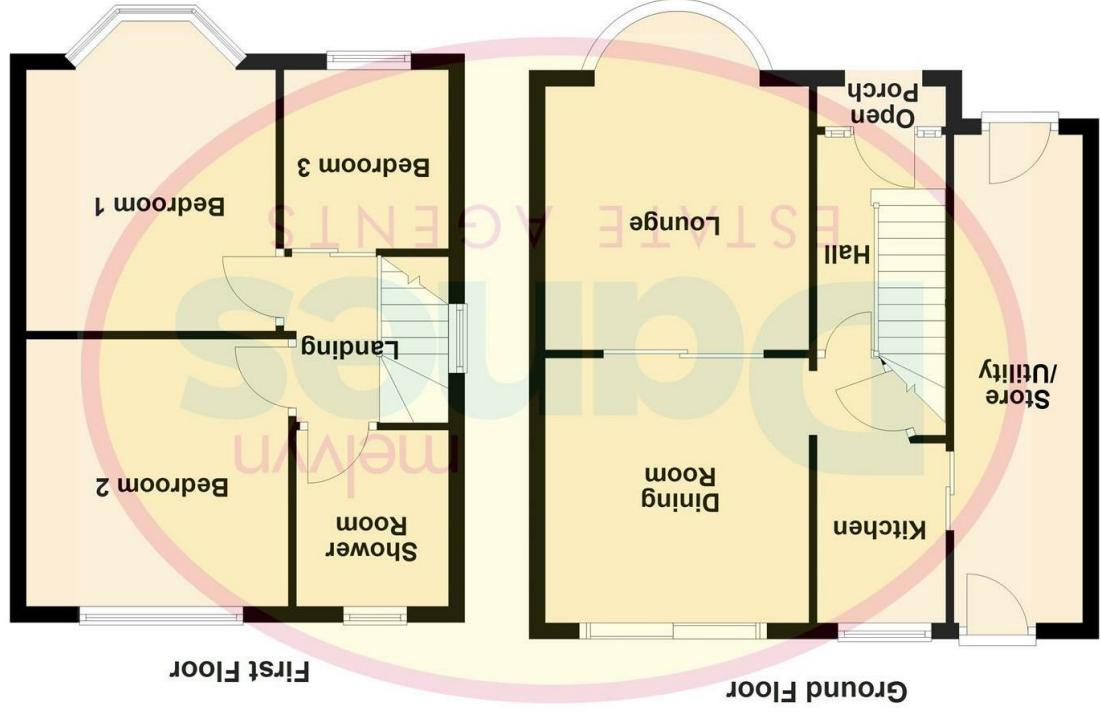 Ground Floor
Kitchen
Dining
Room
Store
/Utility
Hall
Lounge
Open
Porch
First Floor
Shower
Room
Bedroom 2
Landing
Bedroom 1
Bedroom 3
melvyn
Danes
ESTATE AGENTS